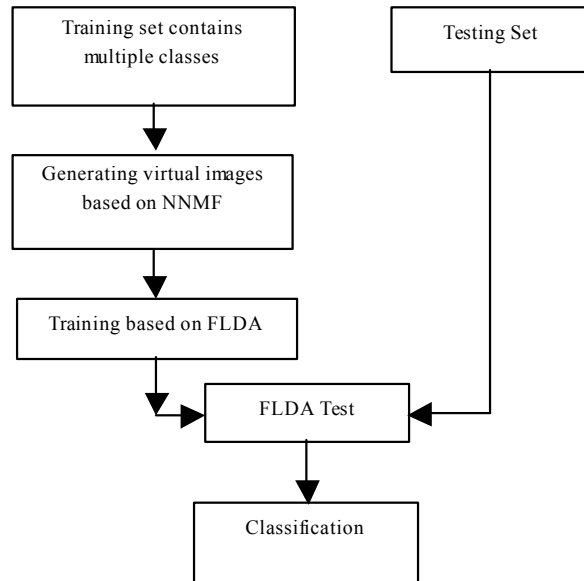 Training set contains
multiple classes
Testing Set
Generating virtual images
based on NNMF
Training based on FLDA
FLDA Test
Classification